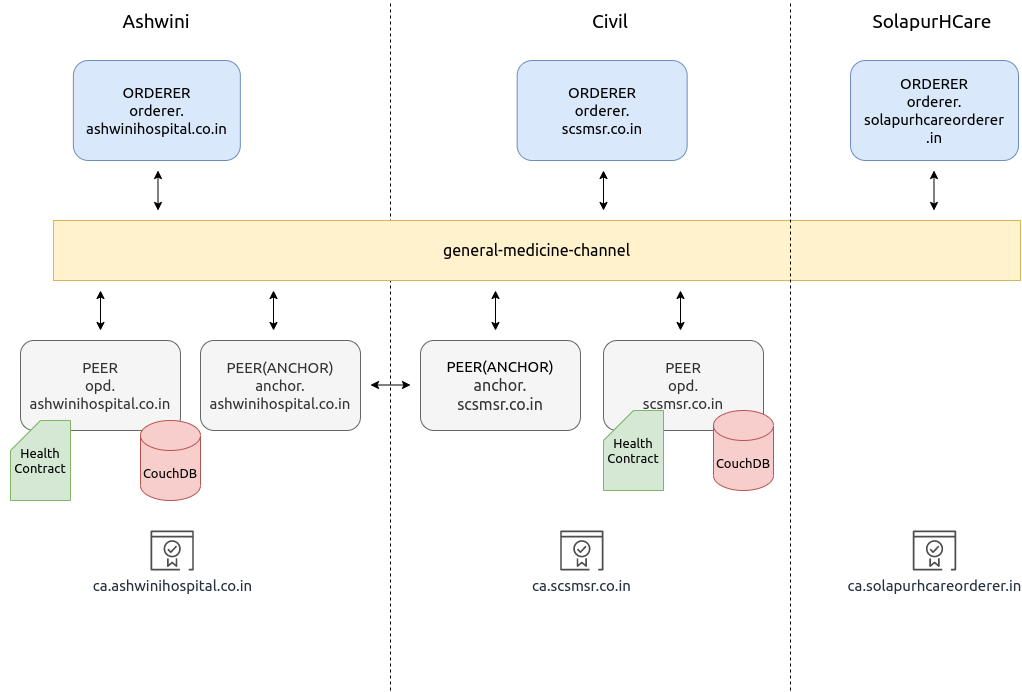 Ashwini
Civil
SolapurHCare
ORDERER
orderer.
ashwinihospital.co.in
ORDERER
orderer.
scsmsr.co.in
ORDERER
orderer.
solapurhcareorderer
.in
general-medicine-channel
PEER
opd.
ashwinihospital.co.in
PEER(ANCHOR)
anchor.
ashwinihospital.co.in
PEER(ANCHOR)
anchor.
scsmsr.co.in
PEER
opd.
scsmsr.co.in
Health
Contract
CouchDB
Health
Contract
CouchDB
ca.ashwinihospital.co.in
ca.scsmsr.co.in
ca.solapurhcareorderer.in